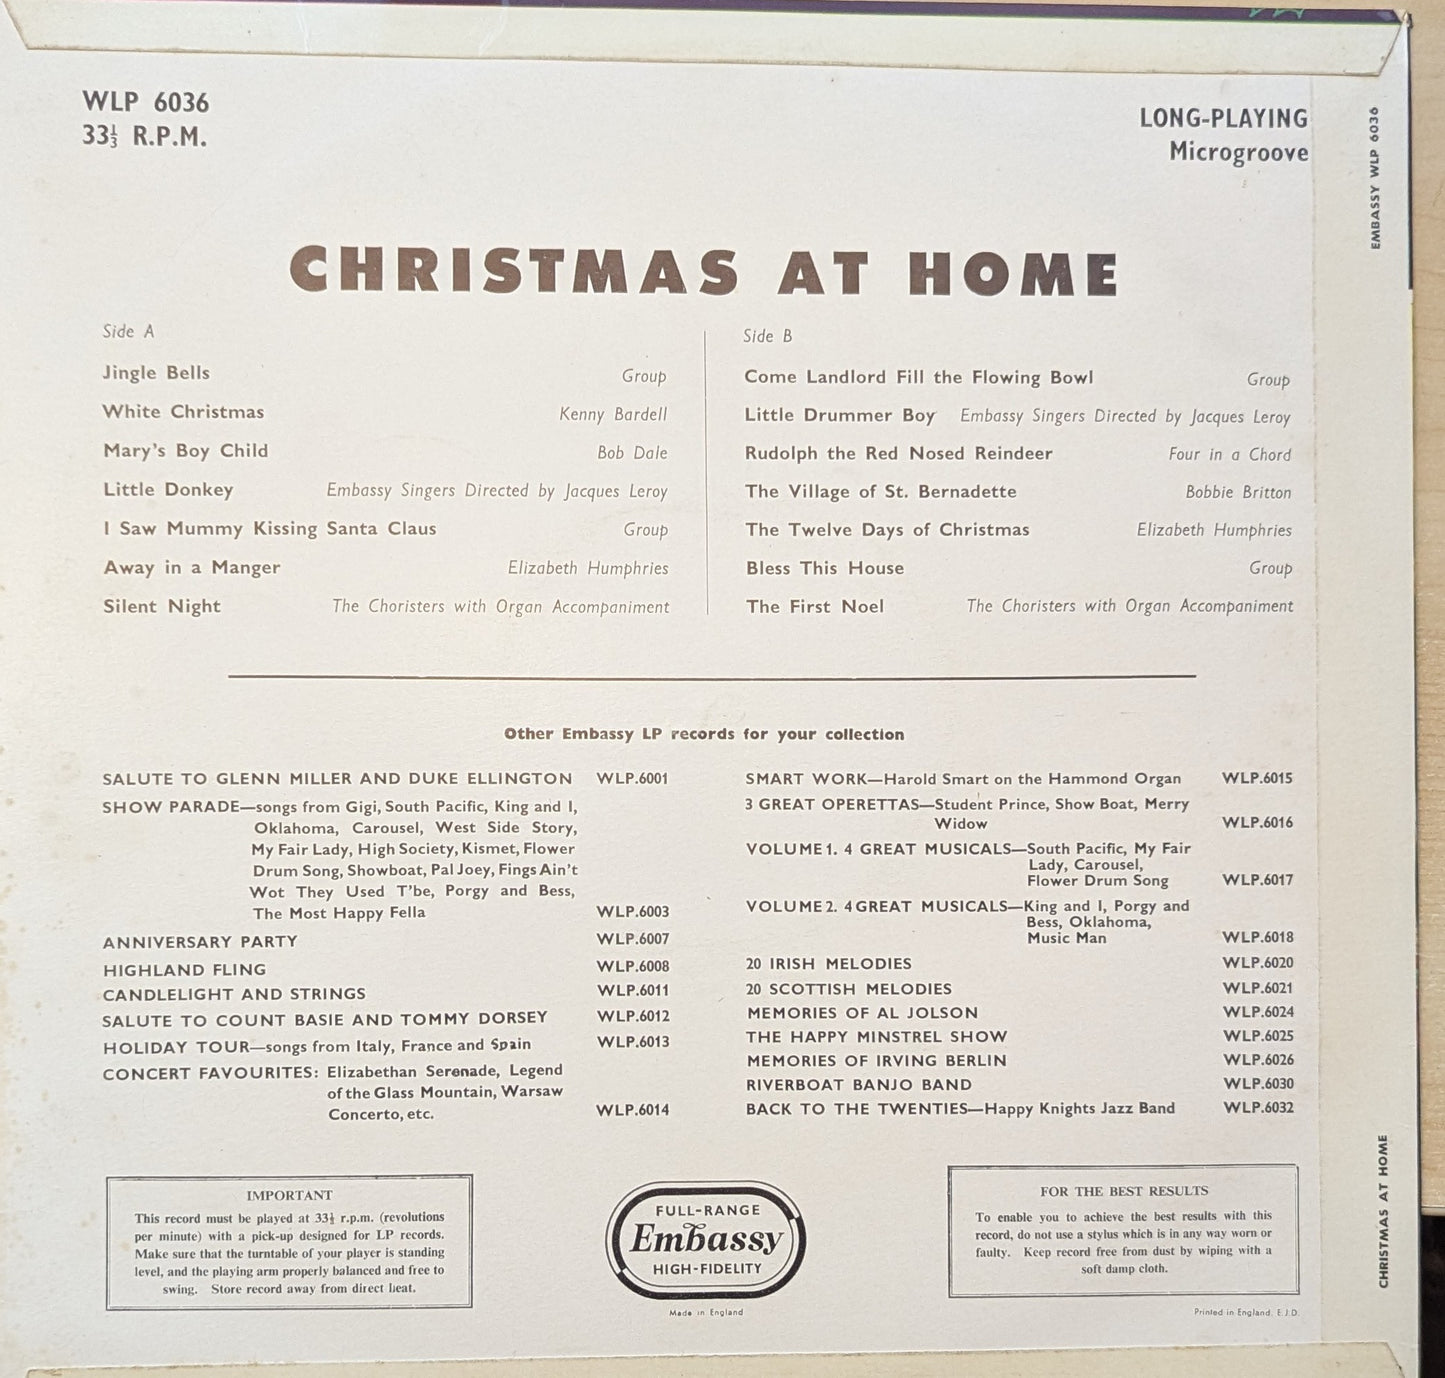 WLP 6036
33⅓ R.P.M.
LONG-PLAYING
Microgroove
EMBASSY WLP 6036
CHRISTMAS AT HOME
Side A
Jingle Bells Group
White Christmas Kenny Bardell
Mary's Boy Child Bob Dale
Little Donkey Embassy Singers Directed by Jacques Leroy
I Saw Mummy Kissing Santa Claus Group
Away in a Manger Elizabeth Humphries
Silent Night The Choristers with Organ Accompaniment
Side B
Come Landlord Fill the Flowing Bowl Group
Little Drummer Boy Embassy Singers Directed by Jacques Leroy
Rudolph the Red Nosed Reindeer Four in a Chord
The Village of St. Bernadette Bobbie Britton
The Twelve Days of Christmas Elizabeth Humphries
Bless This House Group
The First Noel The Choristers with Organ Accompaniment
Other Embassy LP records for your collection
SALUTE TO GLENN MILLER AND DUKE ELLINGTON WLP.6001
SHOW PARADE—songs from Gigi, South Pacific, King and I,
Oklahoma, Carousel, West Side Story,
My Fair Lady, High Society, Kismet, Flower
Drum Song, Showboat, Pal Joey, Fings Ain't
Wot They Used T'be, Porgy and Bess,
The Most Happy Fella WLP.6003
ANNIVERSARY PARTY WLP.6007
HIGHLAND FLING WLP.6008
CANDLELIGHT AND STRINGS WLP.6011
SALUTE TO COUNT BASIE AND TOMMY DORSEY WLP.6012
HOLIDAY TOUR—songs from Italy, France and Spain WLP.6013
CONCERT FAVOURITES: Elizabethan Serenade, Legend
of the Glass Mountain, Warsaw
Concerto, etc. WLP.6014
SMART WORK—Harold Smart on the Hammond Organ WLP.6015
3 GREAT OPERETTAS—Student Prince, Show Boat, Merry
Widow WLP.6016
VOLUME 1. 4 GREAT MUSICALS—South Pacific, My Fair
Lady, Carousel,
Flower Drum Song WLP.6017
VOLUME 2. 4 GREAT MUSICALS—King and I, Porgy and
Bess, Oklahoma,
Music Man WLP.6018
20 IRISH MELODIES WLP.6020
20 SCOTTISH MELODIES WLP.6021
MEMORIES OF AL JOLSON WLP.6024
THE HAPPY MINSTREL SHOW WLP.6025
MEMORIES OF IRVING BERLIN WLP.6026
RIVERBOAT BANJO BAND WLP.6030
BACK TO THE TWENTIES—Happy Knights Jazz Band WLP.6032
IMPORTANT
This record must be played at 33⅓ r.p.m. (revolutions
per minute) with a pick-up designed for LP records.
Make sure that the turntable of your player is standing
level, and the playing arm properly balanced and free to
swing. Store record away from direct heat.
FULL-RANGE
Embassy
HIGH-FIDELITY
Made in England
FOR THE BEST RESULTS
To enable you to achieve the best results with this
record, do not use a stylus which is in any way worn or
faulty. Keep record free from dust by wiping with a
soft damp cloth.
Printed in England. E.J.D.
CHRISTMAS AT HOME